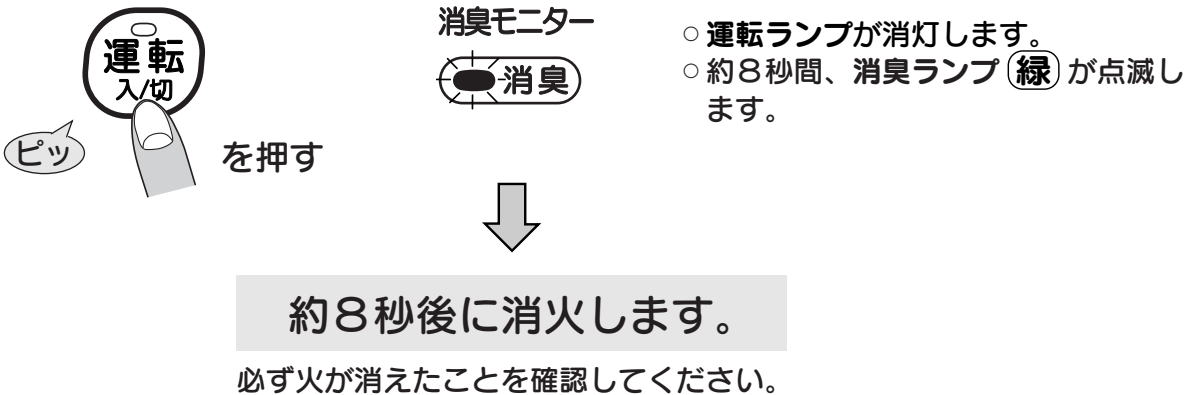 運転
入/切
ピッ
を押す
消臭モニター
消臭
○運転ランプが消灯します。
○約8秒間、消臭ランプ 緑 が点滅し
ます。
約8秒後に消火します。
必ず火が消えたことを確認してください。